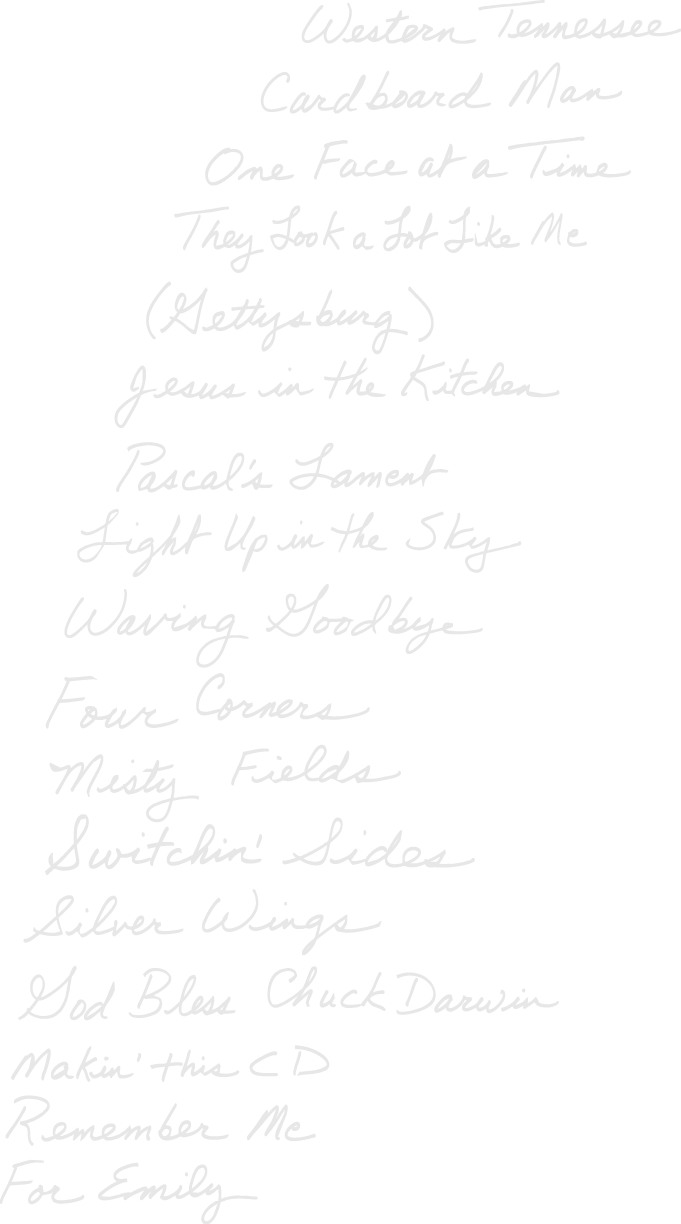 Western Tennessee
Cardboard Man
One Face at a Time
They Look a Lot Like Me
(Gettysburg)
Jesus in the Kitchen
Pascal's Lament
Light Up in the Sky
Waving Goodbye
Four Corners
Misty Fields
Switchin' Sides
Silver Wings
God Bless Chuck Darwin
Makin' this CD
Remember Me
For Emily